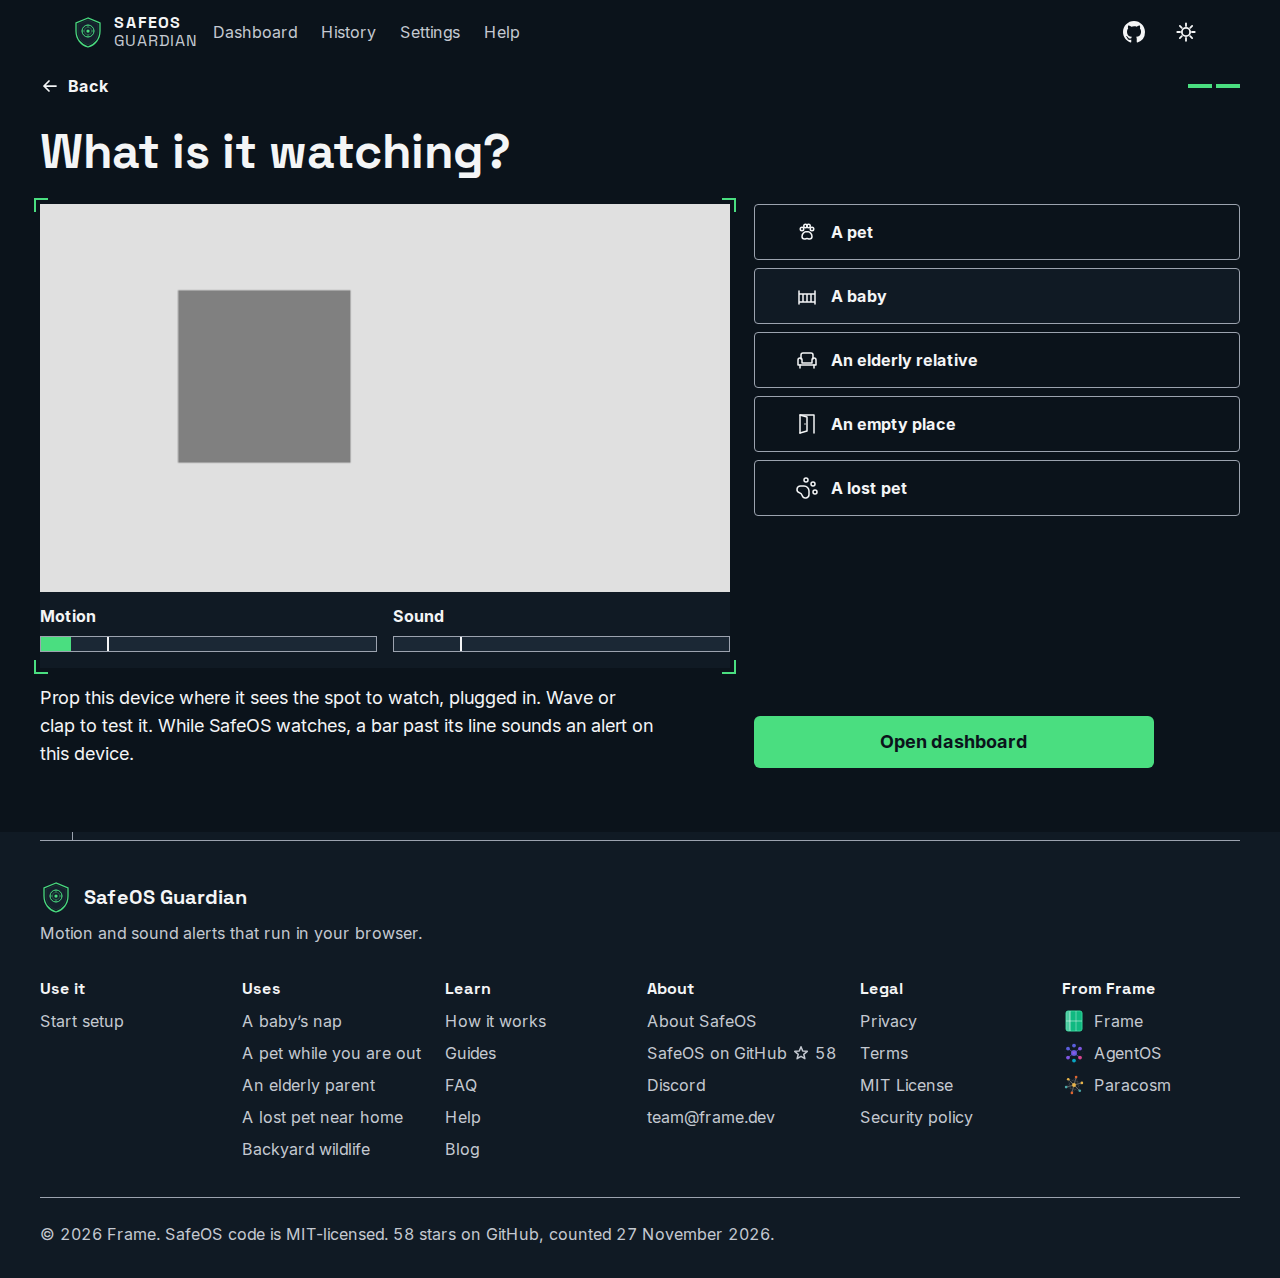 SAFEOS
GUARDIAN
Dashboard
History
Settings
Help
Back
What is it watching?
A pet
A baby
An elderly relative
An empty place
A lost pet
Motion
Sound
Prop this device where it sees the spot to watch, plugged in. Wave or
clap to test it. While SafeOS watches, a bar past its line sounds an alert on
this device.
Open dashboard
SafeOS Guardian
Motion and sound alerts that run in your browser.
Use it
Start setup
Uses
A baby’s nap
A pet while you are out
An elderly parent
A lost pet near home
Backyard wildlife
Learn
How it works
Guides
FAQ
Help
Blog
About
About SafeOS
SafeOS on GitHub ☆ 58
Discord
team@frame.dev
Legal
Privacy
Terms
MIT License
Security policy
From Frame
Frame
AgentOS
Paracosm
© 2026 Frame. SafeOS code is MIT-licensed. 58 stars on GitHub, counted 27 November 2026.